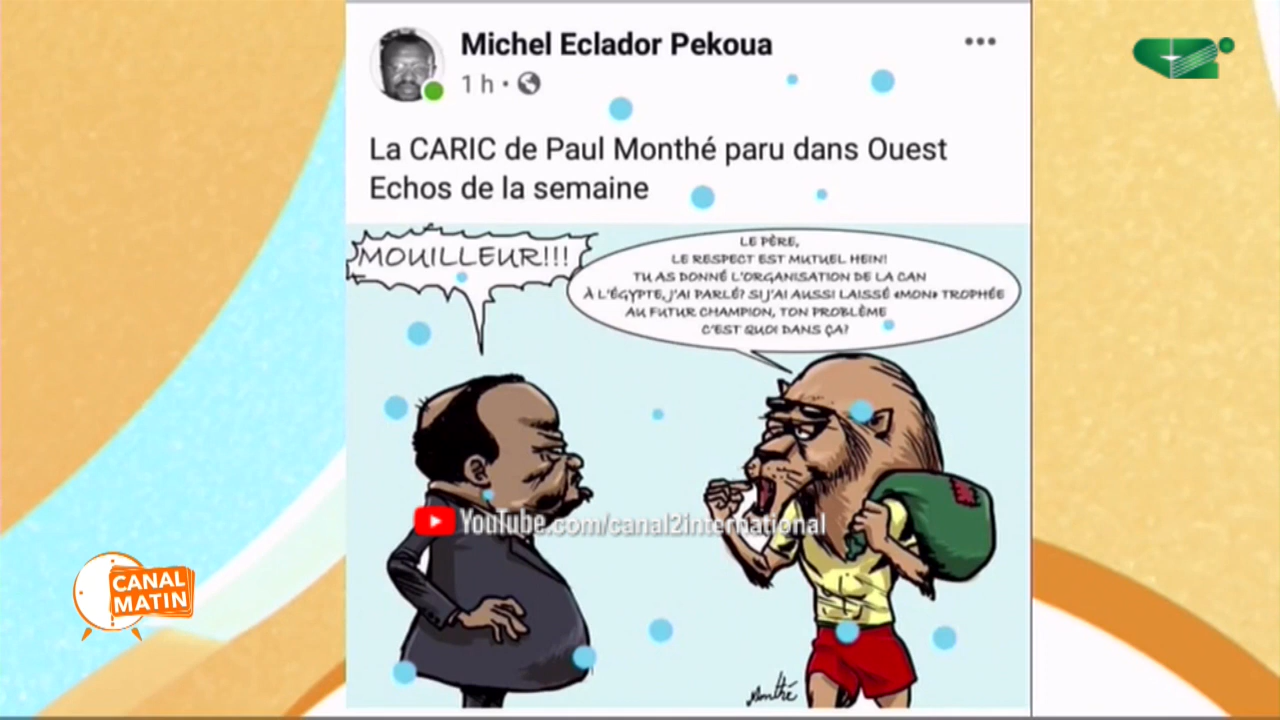 Michel Eclador Pekoua
1 h
La CARIC de Paul Monthé paru dans Ouest
Echos de la semaine
MOUILLEUR!!!
LE PÈRE,
LE RESPECT EST MUTUEL HEIN!
TU AS DONNÉ L'ORGANISATION DE LA CAN
À L'ÉGYPTE, J'AI PARLÉ? SI J'AI AUSSI LAISSÉ «MON» TROPHÉE
AU FUTUR CHAMPION, TON PROBLÈME
C'EST QUOI DANS ÇA?
YouTube.com/canal2international
CANAL
MATIN
Monthé